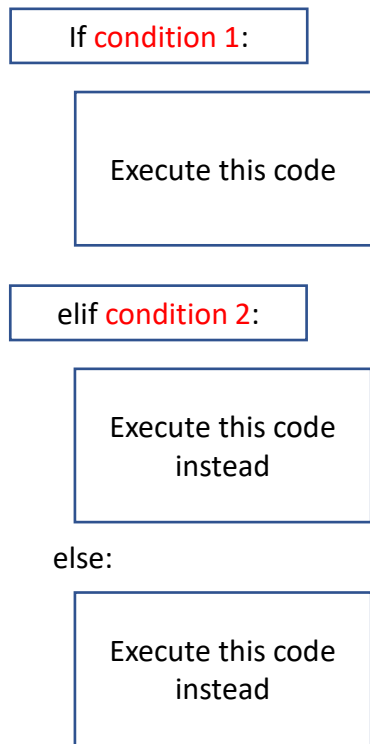 If condition 1:
Execute this code
elif condition 2:
Execute this code
instead
else:
Execute this code
instead